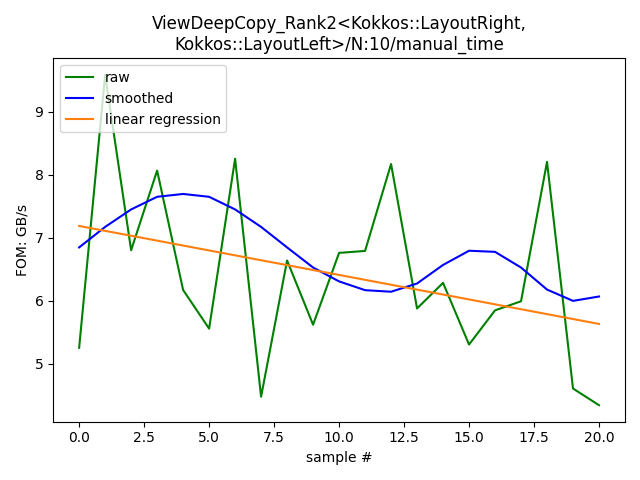 ViewDeepCopy_Rank2<Kokkos::LayoutRight,
Kokkos::LayoutLeft>/N:10/manual_time
raw
smoothed
linear regression
FOM: GB/s
9
8
7
6
5
0.0 2.5 5.0 7.5 10.0 12.5 15.0 17.5 20.0
sample #